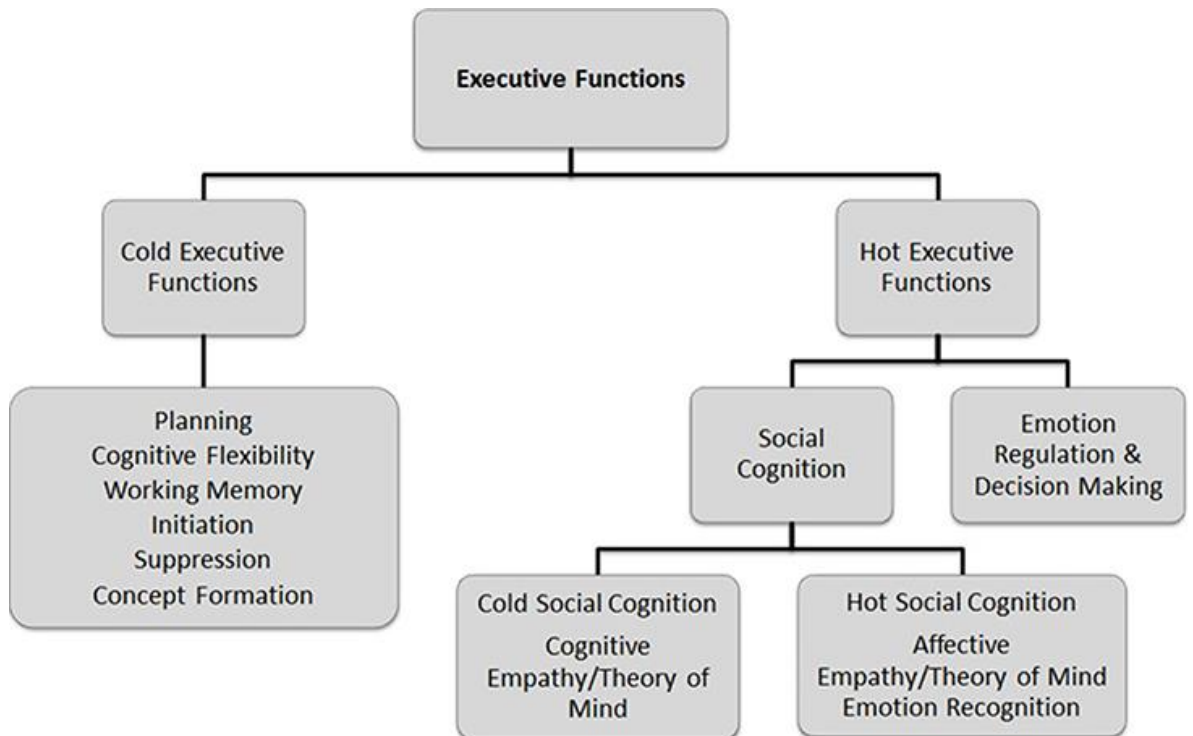 Executive Functions
Cold Executive
Functions
Hot Executive
Functions
Planning
Cognitive Flexibility
Working Memory
Initiation
Suppression
Concept Formation
Social
Cognition
Emotion
Regulation &
Decision Making
Cold Social Cognition
Cognitive
Empathy/Theory of
Mind
Hot Social Cognition
Affective
Empathy/Theory of Mind
Emotion Recognition